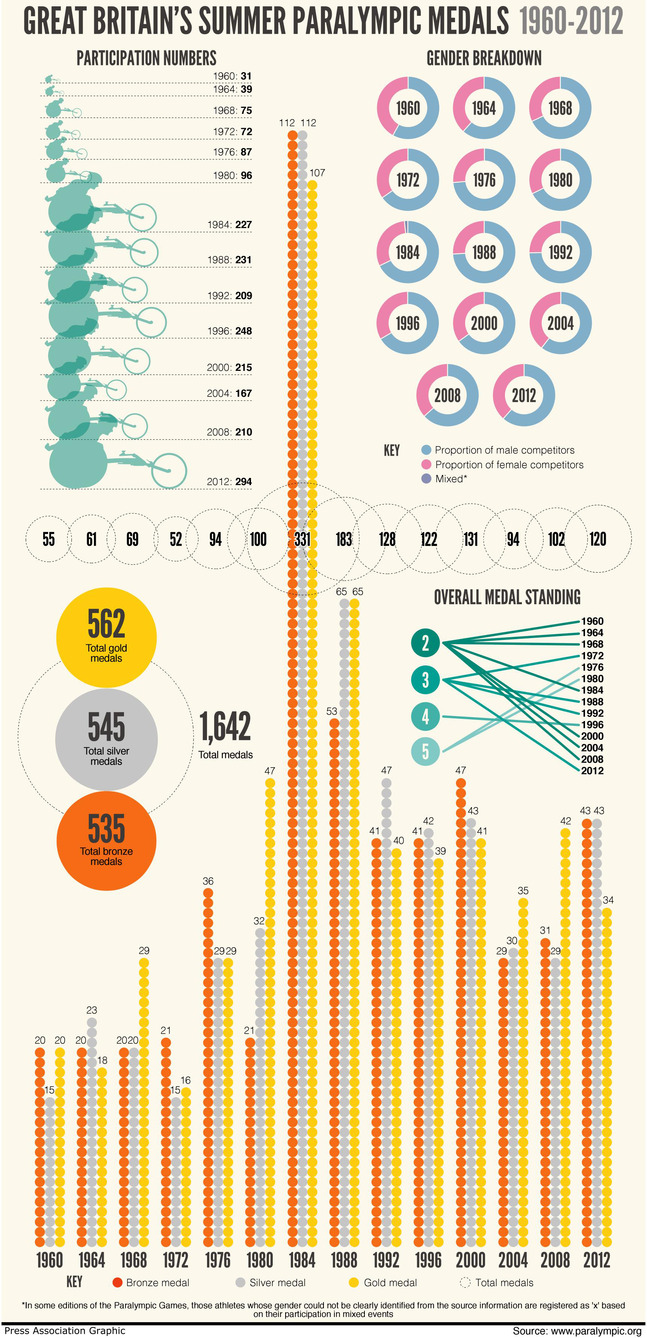 GREAT BRITAIN'S SUMMER PARALYMPIC MEDALS 1960-2012
PARTICIPATION NUMBERS
1960: 31
1964: 39
1968: 75
1972: 72
1976: 87
1980: 96
1984: 227
1988: 231
1992: 209
1996: 248
2000: 215
2004: 167
2008: 210
2012: 294
GENDER BREAKDOWN
1960 1964 1968
1972 1976 1980
1984 1988 1992
1996 2000 2004
2008 2012
KEY
Proportion of male competitors
Proportion of female competitors
Mixed*
112 112 107
55 61 69 52 94 100 331 183 128 122 131 94 102 120
562
Total gold
medals
545
Total silver
medals
535
Total bronze
medals
1,642
Total medals
OVERALL MEDAL STANDING
2
3
4
5
1960
1964
1968
1972
1976
1980
1984
1988
1992
1996
2000
2004
2008
2012
20 15 20
20 23 18
20 20 29
21 15 16
36 29 29
21 32 47
53 65 65
41 47 40
41 42 39
47 43 41
29 30 35
31 29 42
43 43 34
1960 1964 1968 1972 1976 1980 1984 1988 1992 1996 2000 2004 2008 2012
KEY Bronze medal Silver medal Gold medal Total medals
*In some editions of the Paralympic Games, those athletes whose gender could not be clearly identified from the source information are registered as 'x' based
on their participation in mixed events
Press Association Graphic
Source: www.paralympic.org